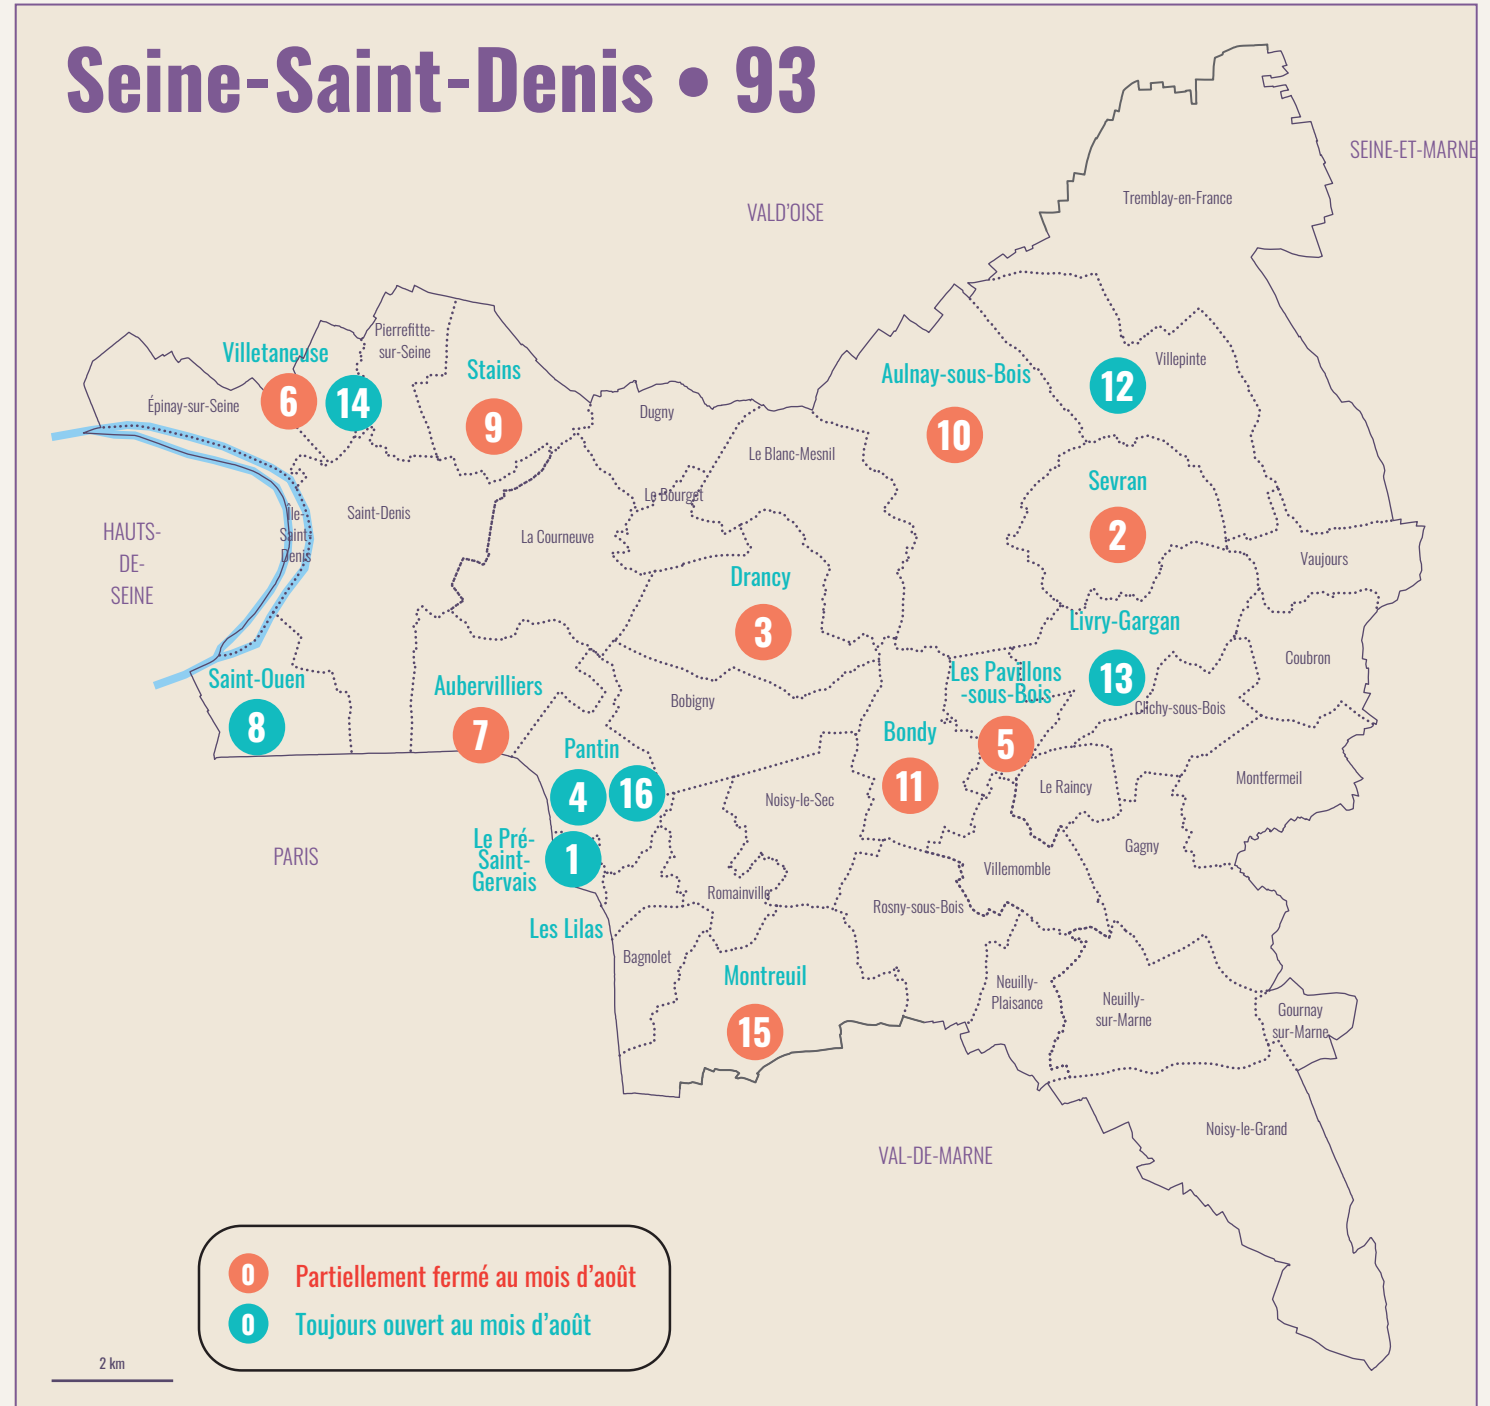 Seine-Saint-Denis • 93
SEINE-ET-MARNE
Tremblay-en-France
VALD'OISE
Pierrefitte-
sur-Seine
Villetaneuse
Villepinte
Stains
Aulnay-sous-Bois
12
6
14
Épinay-sur-Seine
Dugny
9
10
Le Blanc-Mesnil
Sevran
Le Bourget
Île-
Saint-
Denis
Saint-Denis
HAUTS-
DE-
SEINE
La Courneuve
2
Vaujours
Drancy
3
Livry-Gargan
Coubron
Saint-Ouen
Les Pavillons
-sous-Bois
13
Aubervilliers
Bobigny
Clichy-sous-Bois
8
7
Bondy
5
Pantin
Montfermeil
4
16
11
Le Raincy
Noisy-le-Sec
Le Pré-
Saint-
Gervais
1
Gagny
PARIS
Villemomble
Romainville
Rosny-sous-Bois
Les Lilas
Bagnolet
Montreuil
15
Neuilly-
Plaisance
Neuilly-
sur-Marne
Gournay
sur-Marne
Noisy-le-Grand
VAL-DE-MARNE
0 Partiellement fermé au mois d'août
0 Toujours ouvert au mois d'août
2 km